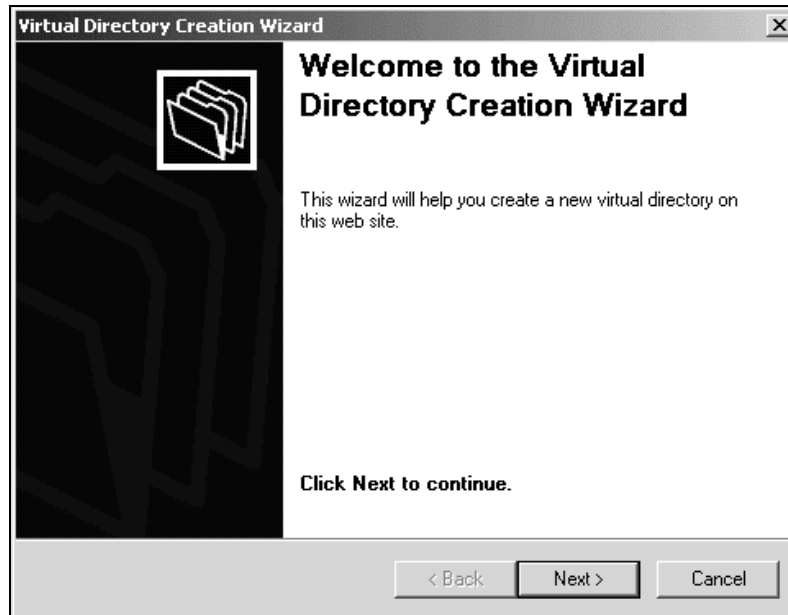 Virtual Directory Creation Wizard
Welcome to the Virtual
Directory Creation Wizard
This wizard will help you create a new virtual directory on
this web site.
Click Next to continue.
< Back Next > Cancel